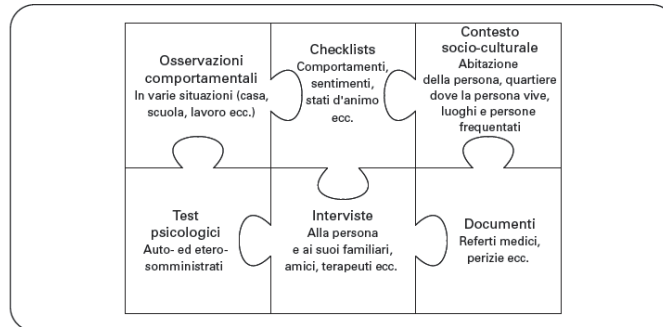 Osservazioni
comportamentali
In varie situazioni (casa,
scuola, lavoro ecc.)
Checklists
Comportamenti,
sentimenti,
stati d'animo
ecc.
Contesto
socio-culturale
Abitazione
della persona, quartiere
dove la persona vive,
luoghi e persone
frequentati
Test
psicologici
Auto- ed etero-
somministrati
Interviste
Alla persona
e ai suoi familiari,
amici, terapeuti ecc.
Documenti
Referti medici,
perizie ecc.